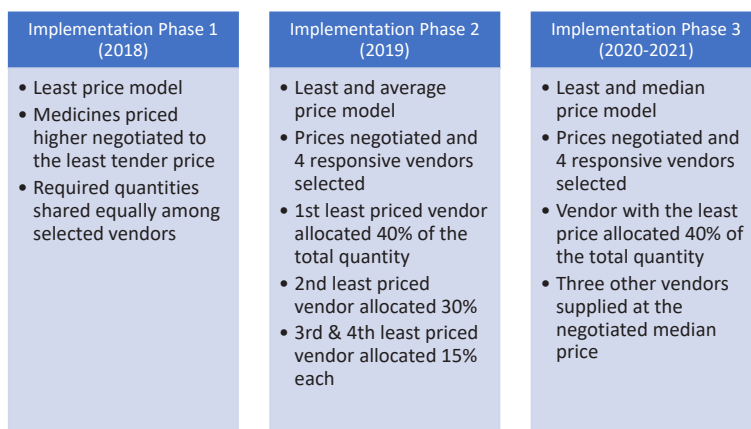 Implementation Phase 1
(2018)
• Least price model
• Medicines priced
higher negotiated to
the least tender price
• Required quantities
shared equally among
selected vendors
Implementation Phase 2
(2019)
• Least and average
price model
• Prices negotiated and
4 responsive vendors
selected
• 1st least priced vendor
allocated 40% of the
total quantity
• 2nd least priced
vendor allocated 30%
• 3rd & 4th least priced
vendor allocated 15%
each
Implementation Phase 3
(2020-2021)
• Least and median
price model
• Prices negotiated and
4 responsive vendors
selected
• Vendor with the least
price allocated 40% of
the total quantity
• Three other vendors
supplied at the
negotiated median
price